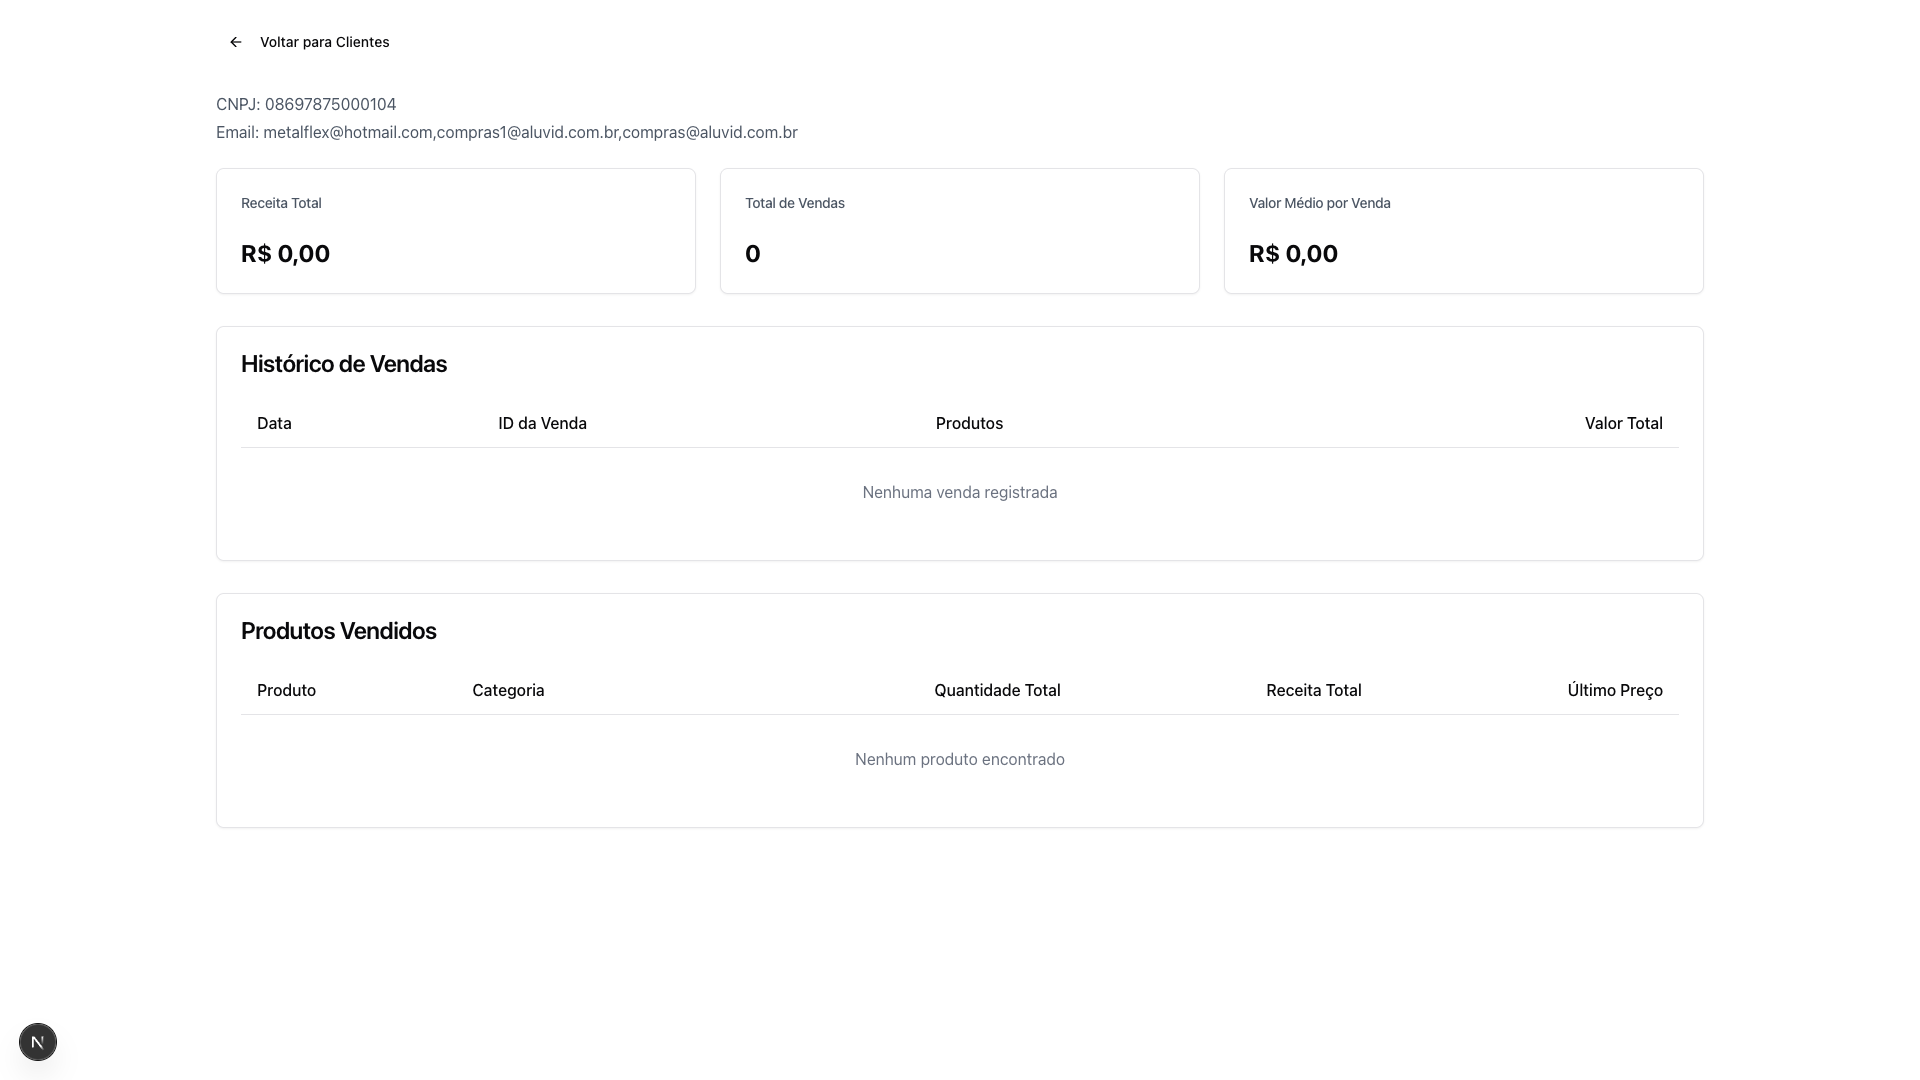 Voltar para Clientes
CNPJ: 08697875000104
Email: metalflex@hotmail.com,compras1@aluvid.com.br,compras@aluvid.com.br
Receita Total
R$ 0,00
Total de Vendas
0
Valor Médio por Venda
R$ 0,00
Histórico de Vendas
Data ID da Venda Produtos Valor Total
Nenhuma venda registrada
Produtos Vendidos
Produto Categoria Quantidade Total Receita Total Último Preço
Nenhum produto encontrado
N